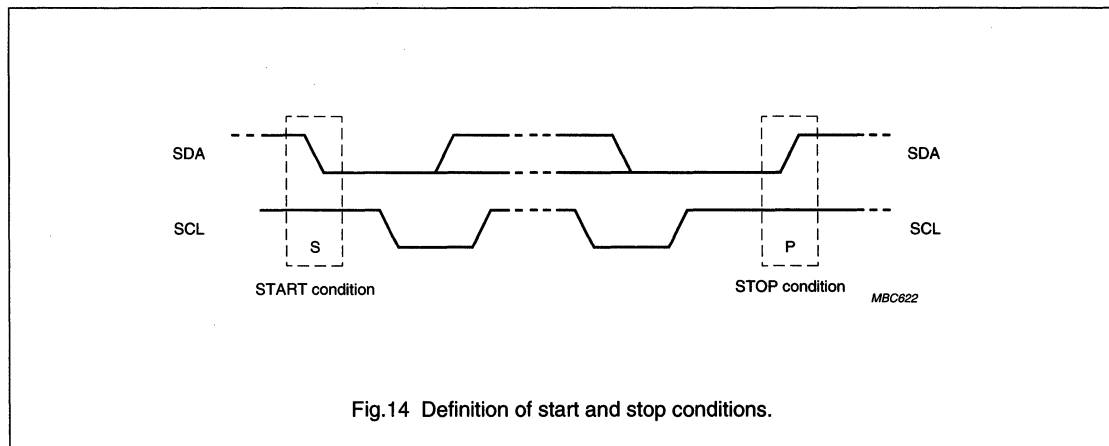 SDA SDA
SCL SCL
S P
START condition STOP condition
MBC622
Fig.14 Definition of start and stop conditions.